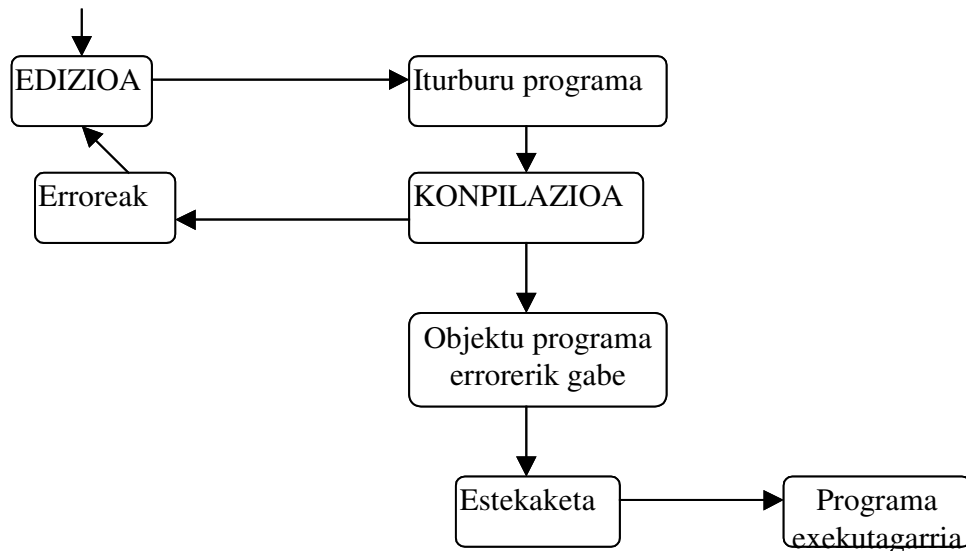 EDIZIOA
Iturburu programa
Erroreak
KONPILAZIOA
Objektu programa
errorerik gabe
Estekaketa
Programa
exekutagarria